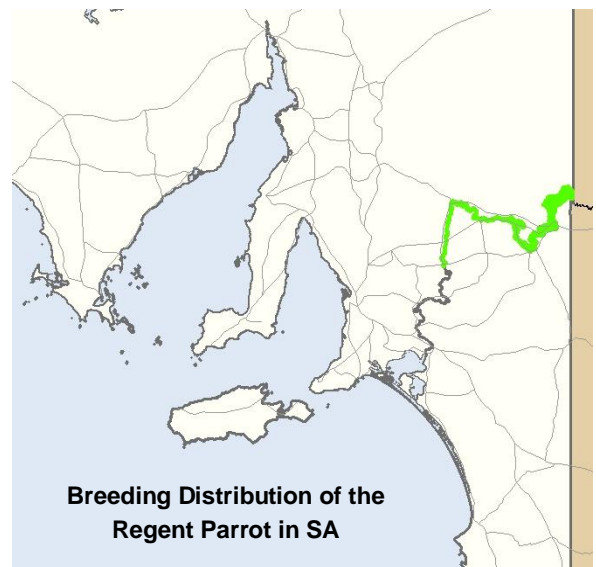 Breeding Distribution of the
Regent Parrot in SA